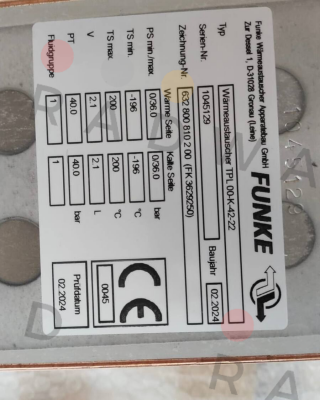 Funke Wärmeaustauscher Apparatebau GmbH
Zur Dessel 1, D-31028 Gronau (Leine)
FUNKE
Typ Wärmeaustauscher TPL 00-K-42-22
Serien-Nr. 1045129 Baujahr 02.2024
Zeichnung-Nr. 632 800 810 2 00 (FK 3629250)
Warme Seite Kalte Seite
PS min./max. 0/36.0 0/36.0 bar
TS min. -196 -196 °C
TS max. 200 200 °C
V 2.1 2.1 L
PT 40.0 40.0 bar
Fluidgruppe 1 1
CE
0045
Prüfdatum
02.2024